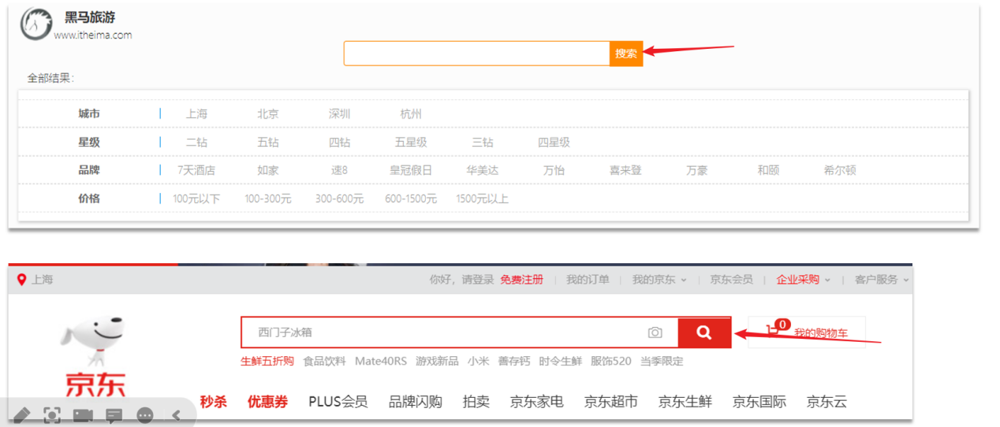 黑马旅游
www.itheima.com
搜索
全部结果:
城市 上海 北京 深圳 杭州
星级 二钻 五钻 四钻 五星级 三钻 四星级
品牌 7天酒店 如家 速8 皇冠假日 华美达 万怡 喜来登 万豪 和颐 希尔顿
价格 100元以下 100-300元 300-600元 600-1500元 1500元以上
上海 你好，请登录 免费注册 我的订单 我的京东 京东会员 企业采购 客户服务
西门子冰箱 0 我的购物车
生鲜五折购 食品饮料 Mate40RS 游戏新品 小米 善存钙 时令生鲜 服饰520 当季限定
京东
秒杀 优惠券 PLUS会员 品牌闪购 拍卖 京东家电 京东超市 京东生鲜 京东国际 京东云